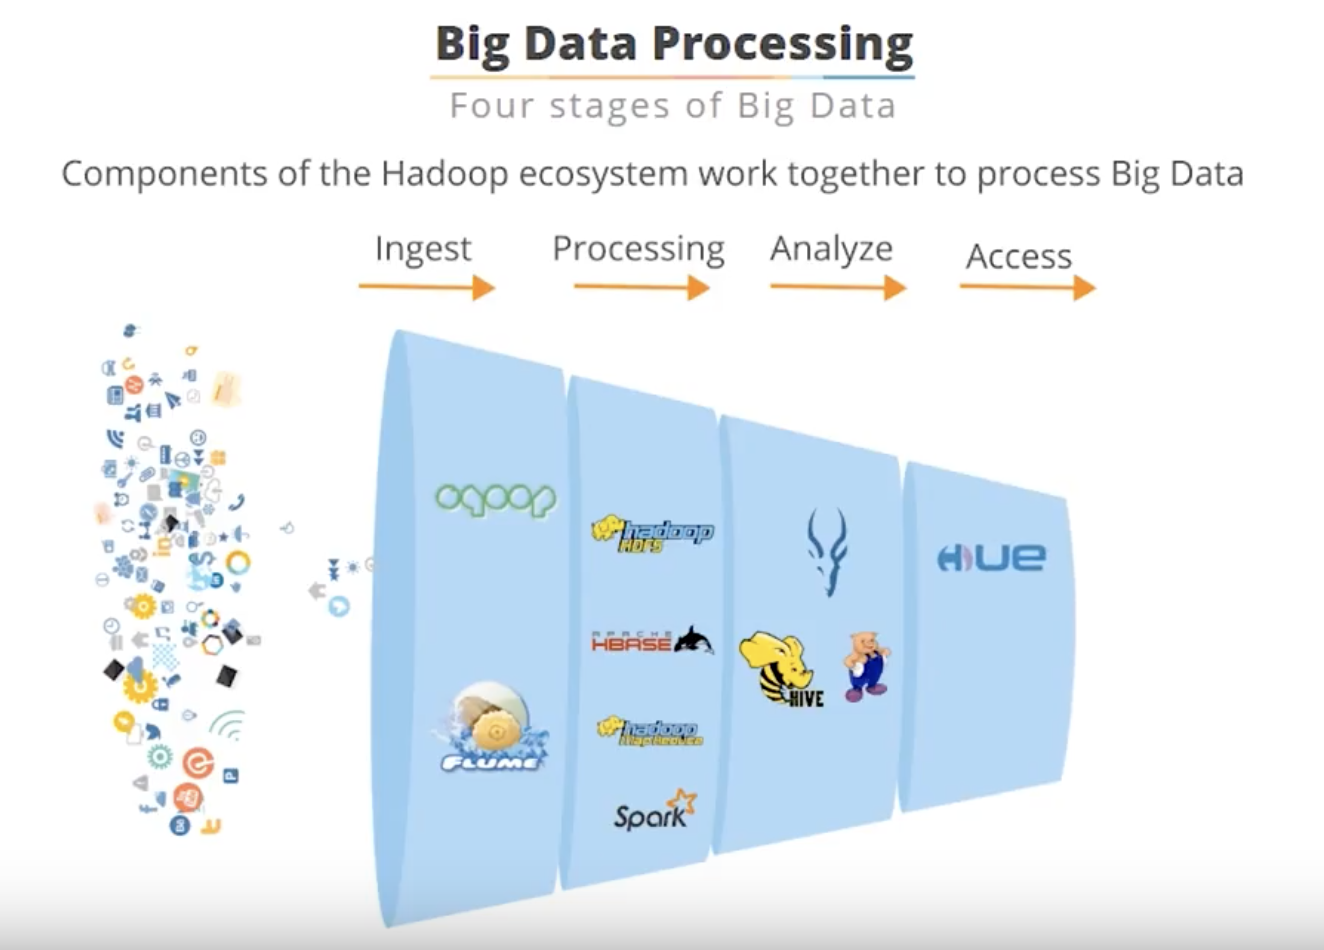 Big Data Processing
Four stages of Big Data
Components of the Hadoop ecosystem work together to process Big Data
Ingest
Processing
Analyze
Access
sqoop
FLUME
hadoop
HDFS
APACHE
HBASE
hadoop
MapReduce
Spark
HIVE
HUE